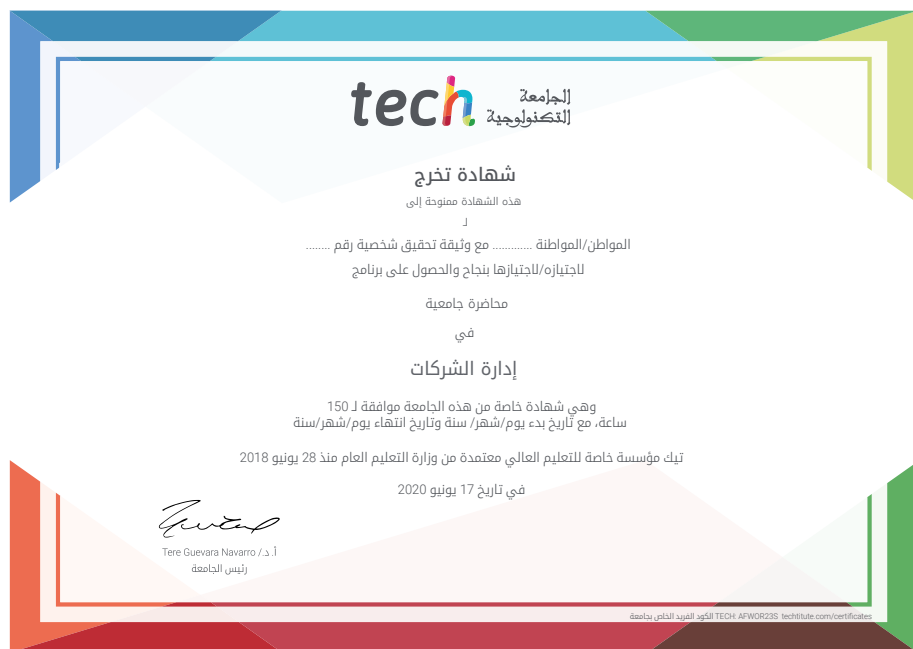 tech الجامعة
التكنولوجية
شهادة تخرج
هذه الشهادة ممنوحة إلى
لـ
المواطن/المواطنة ............. مع وثيقة تحقيق شخصية رقم ........
لاجتيازه/لاجتيازها بنجاح والحصول على برنامج
محاضرة جامعية
في
إدارة الشركات
وهي شهادة خاصة من هذه الجامعة موافقة لـ 150
ساعة، مع تاريخ بدء يوم/شهر/ سنة وتاريخ انتهاء يوم/شهر/سنة
تيك مؤسسة خاصة للتعليم العالي معتمدة من وزارة التعليم العام منذ 28 يونيو 2018
في تاريخ 17 يونيو 2020
أ. د./ Tere Guevara Navarro
رئيس الجامعة
الكود الفريد الخاص بجامعة TECH: AFWOR23S techtitute.com/certificates